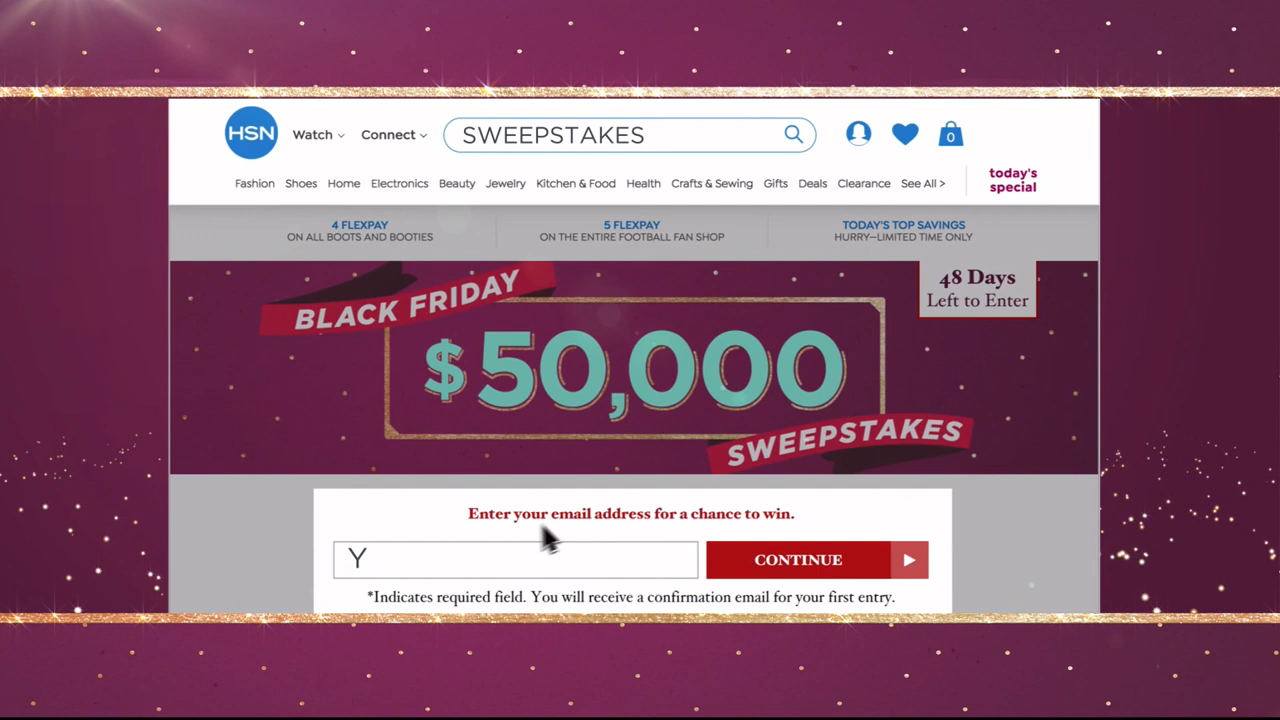 HSN
Watch
Connect
SWEEPSTAKES
0
Fashion Shoes Home Electronics Beauty Jewelry Kitchen & Food Health Crafts & Sewing Gifts Deals Clearance See All >
today's
special
4 FLEXPAY
ON ALL BOOTS AND BOOTIES
5 FLEXPAY
ON THE ENTIRE FOOTBALL FAN SHOP
TODAY'S TOP SAVINGS
HURRY—LIMITED TIME ONLY
48 Days
Left to Enter
BLACK FRIDAY
$50,000
SWEEPSTAKES
Enter your email address for a chance to win.
Y
CONTINUE
*Indicates required field. You will receive a confirmation email for your first entry.